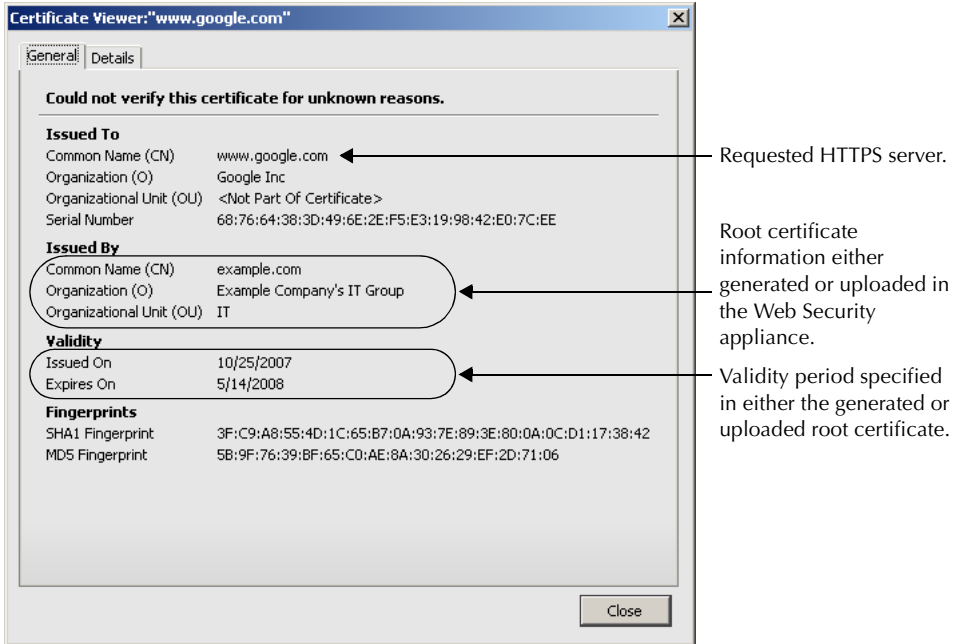 Certificate Viewer:"www.google.com"
General
Details
Could not verify this certificate for unknown reasons.
Issued To
Common Name (CN) www.google.com
Organization (O) Google Inc
Organizational Unit (OU) <Not Part Of Certificate>
Serial Number 68:76:64:38:3D:49:6E:2E:F5:E3:19:98:42:E0:7C:EE
Issued By
Common Name (CN) example.com
Organization (O) Example Company's IT Group
Organizational Unit (OU) IT
Validity
Issued On 10/25/2007
Expires On 5/14/2008
Fingerprints
SHA1 Fingerprint 3F:C9:A8:55:4D:1C:65:B7:0A:93:7E:89:3E:80:0A:0C:D1:17:38:42
MD5 Fingerprint 5B:9F:76:39:BF:65:C0:AE:8A:30:26:29:EF:2D:71:06
Close
Requested HTTPS server.
Root certificate
information either
generated or uploaded in
the Web Security
appliance.
Validity period specified
in either the generated or
uploaded root certificate.